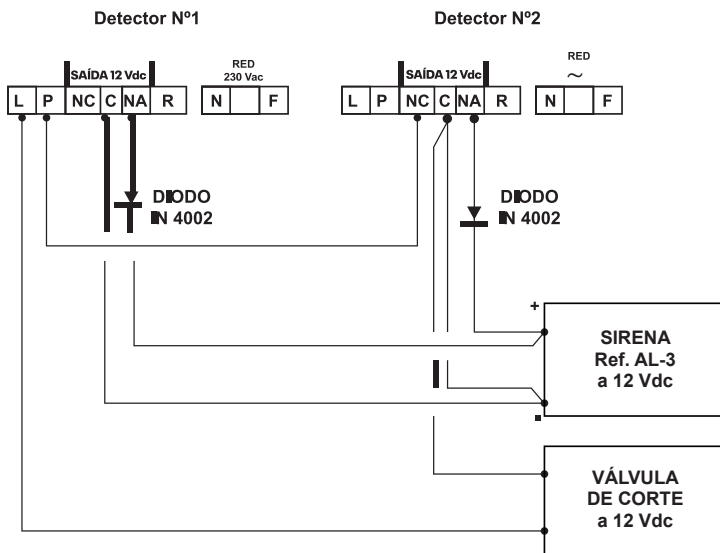 Detector Nº1
Detector Nº2
SAÍDA 12 Vdc
RED
230 Vac
SAÍDA 12 Vdc
RED
~
L P NC C NA R
N F
L P NC C NA R
N F
DIODO
IN 4002
DIODO
IN 4002
+
SIRENA
Ref. AL-3
a 12 Vdc
VÁLVULA
DE CORTE
a 12 Vdc